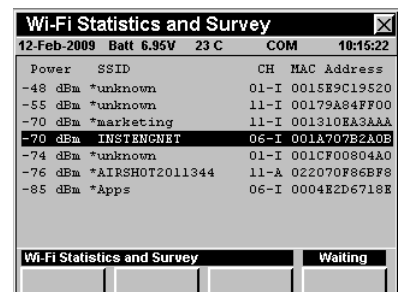 Wi-Fi Statistics and Survey
12-Feb-2009 Batt 6.95V 23 C COM 10:15:22
Power SSID CH MAC Address
-48 dBm *unknown 01-I 0015E9C19520
-55 dBm *unknown 11-I 00179A84FF00
-70 dBm *marketing 11-I 001310EA3AAA
-70 dBm INSTENGNET 06-I 001A707B2A0B
-74 dBm *unknown 01-I 001CF00804A0
-76 dBm *AIRSHOT2011344 11-A 022070F86BF8
-85 dBm *Apps 06-I 0004E2D6718E
Wi-Fi Statistics and Survey Waiting